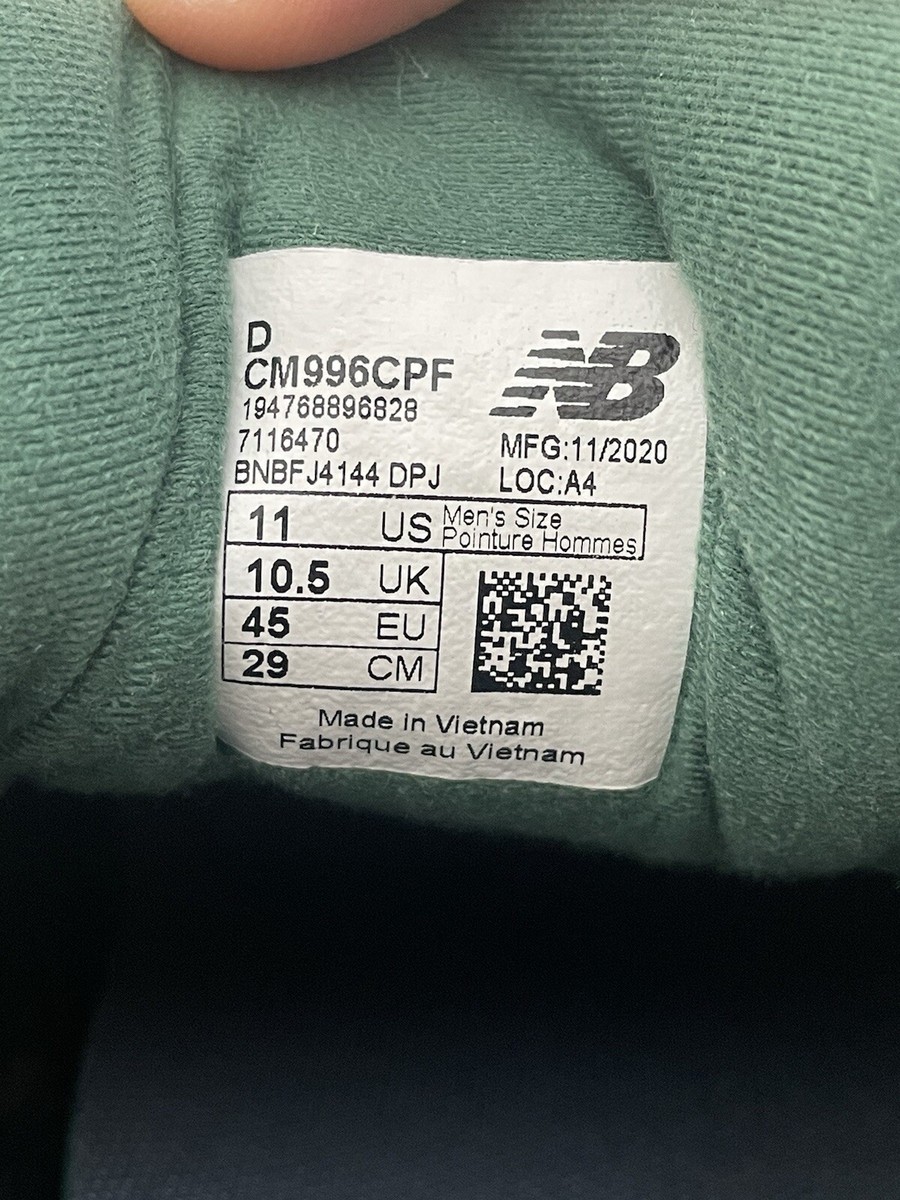 D
CM996CPF
NB
194768896828
7116470
MFG:11/2020
BNBFJ4144 DPJ
LOC:A4
11 US
Men's Size
Pointure Hommes
10.5 UK
45 EU
29 CM
Made in Vietnam
Fabrique au Vietnam